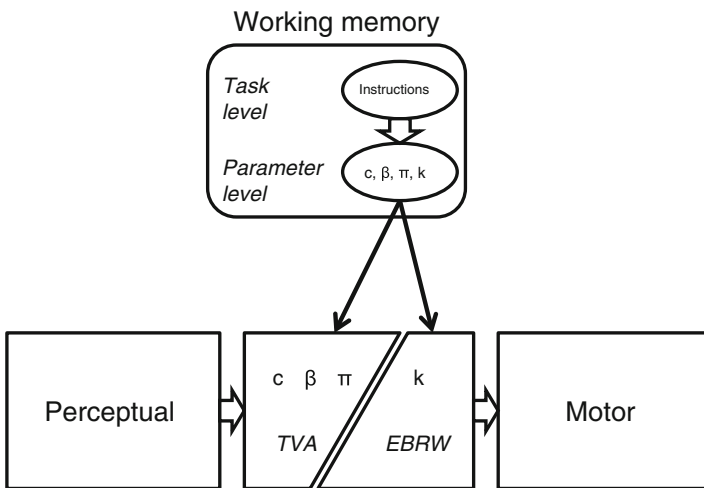 Working memory
Task
level
Instructions
Parameter
level
c, β, π, k
Perceptual
c β π
TVA
k
EBRW
Motor